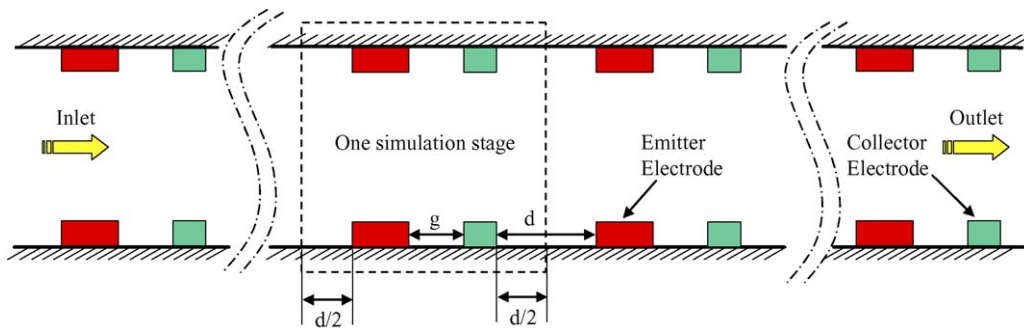 Inlet
One simulation stage
Emitter
Electrode
Collector
Electrode
Outlet
g
d
d/2
d/2